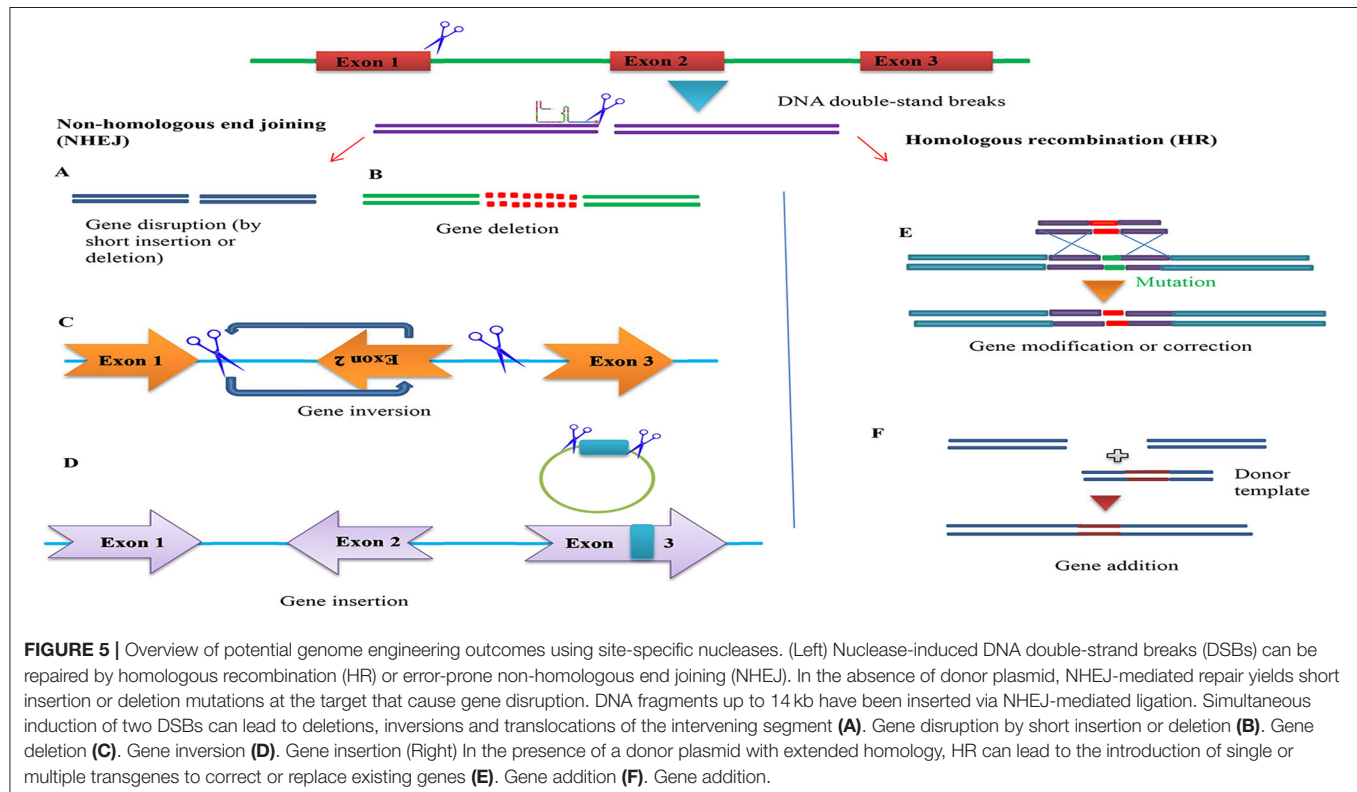 Exon 1
Exon 2
Exon 3
DNA double-stand breaks
Non-homologous end joining
(NHEJ)
Homologous recombination (HR)
A
Gene disruption (by
short insertion or
deletion)
B
Gene deletion
C
Exon 1
Exon 2
Exon 3
Gene inversion
D
Exon 1
Exon 2
Exon 3
Gene insertion
E
Mutation
Gene modification or correction
F
Donor
template
Gene addition
FIGURE 5 | Overview of potential genome engineering outcomes using site-specific nucleases. (Left) Nuclease-induced DNA double-strand breaks (DSBs) can be
repaired by homologous recombination (HR) or error-prone non-homologous end joining (NHEJ). In the absence of donor plasmid, NHEJ-mediated repair yields short
insertion or deletion mutations at the target that cause gene disruption. DNA fragments up to 14 kb have been inserted via NHEJ-mediated ligation. Simultaneous
induction of two DSBs can lead to deletions, inversions and translocations of the intervening segment (A). Gene disruption by short insertion or deletion (B). Gene
deletion (C). Gene inversion (D). Gene insertion (Right) In the presence of a donor plasmid with extended homology, HR can lead to the introduction of single or
multiple transgenes to correct or replace existing genes (E). Gene addition (F). Gene addition.